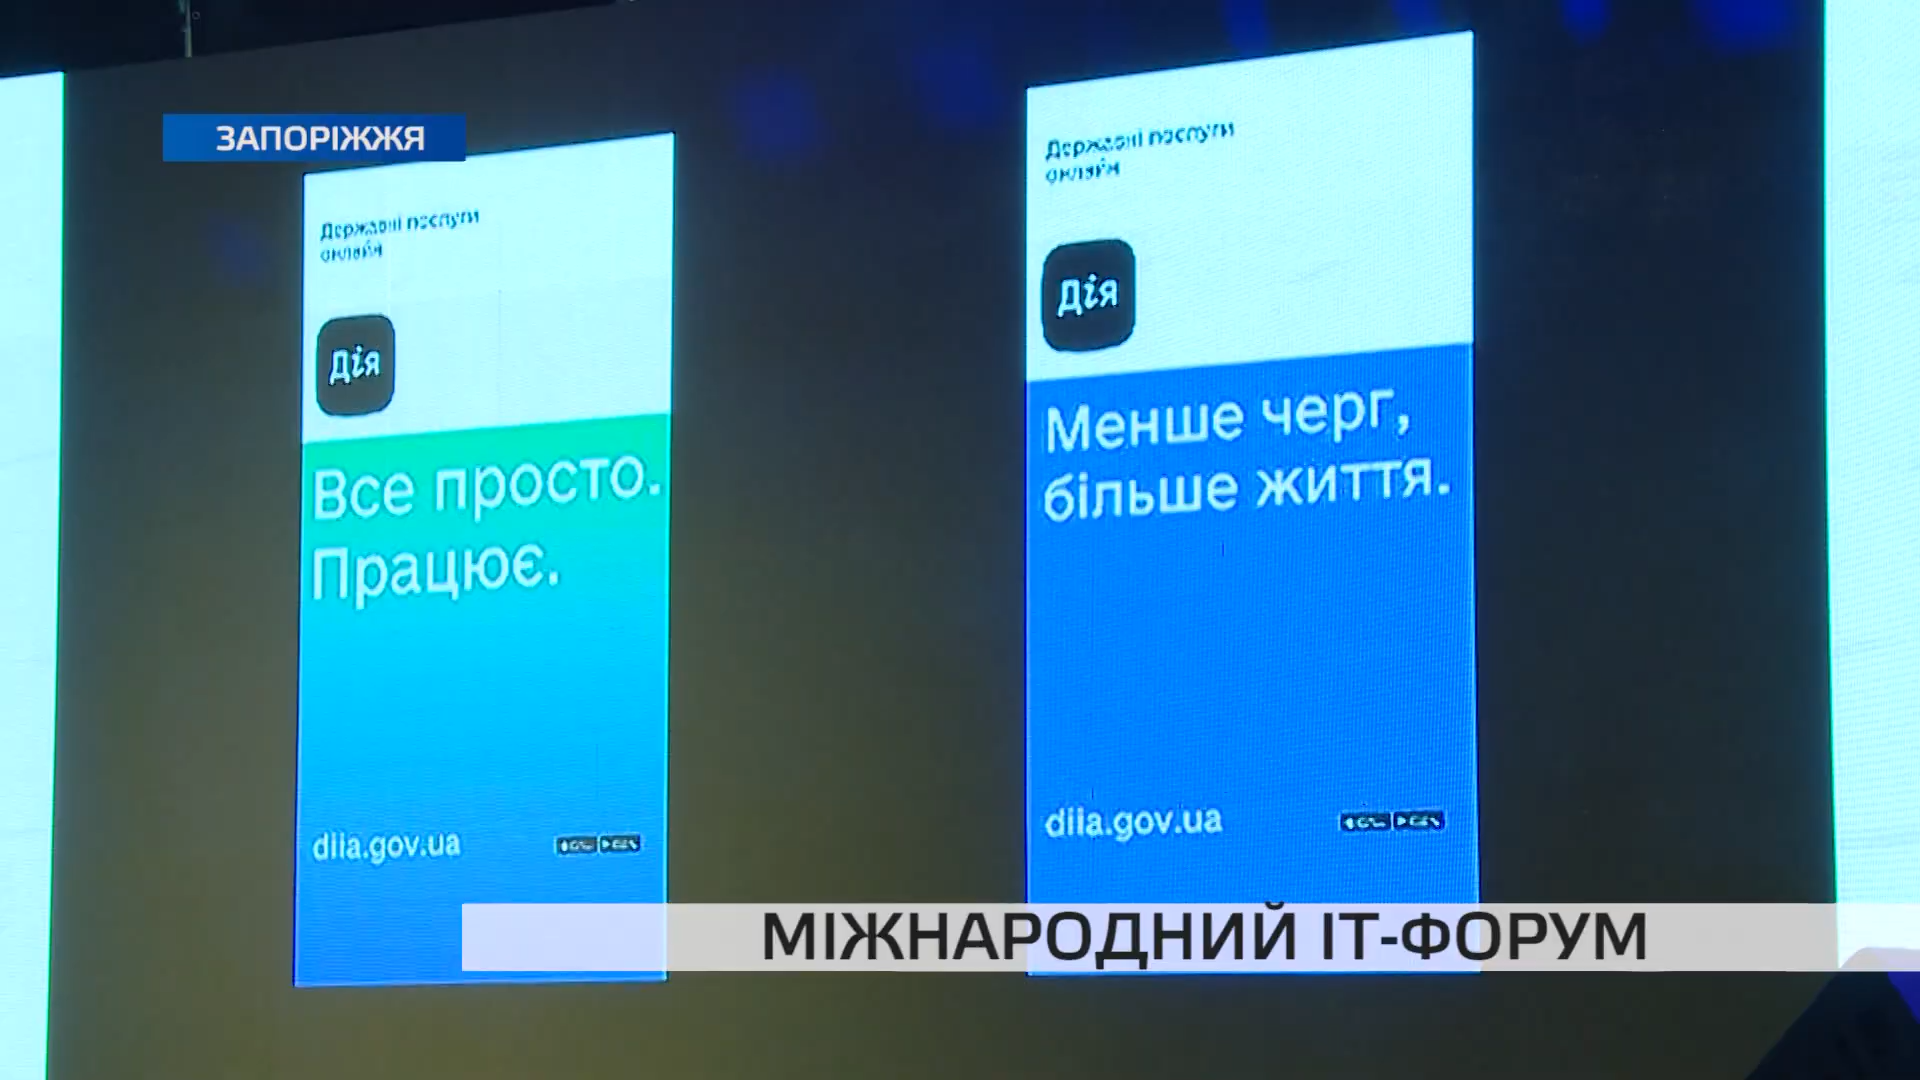 ЗАПОРІЖЖЯ
Державні послуги
онлайн
Дія
Все просто.
Працює.
diia.gov.ua
Державні послуги
онлайн
Дія
Менше черг,
більше життя.
diia.gov.ua
МІЖНАРОДНИЙ ІТ-ФОРУМ